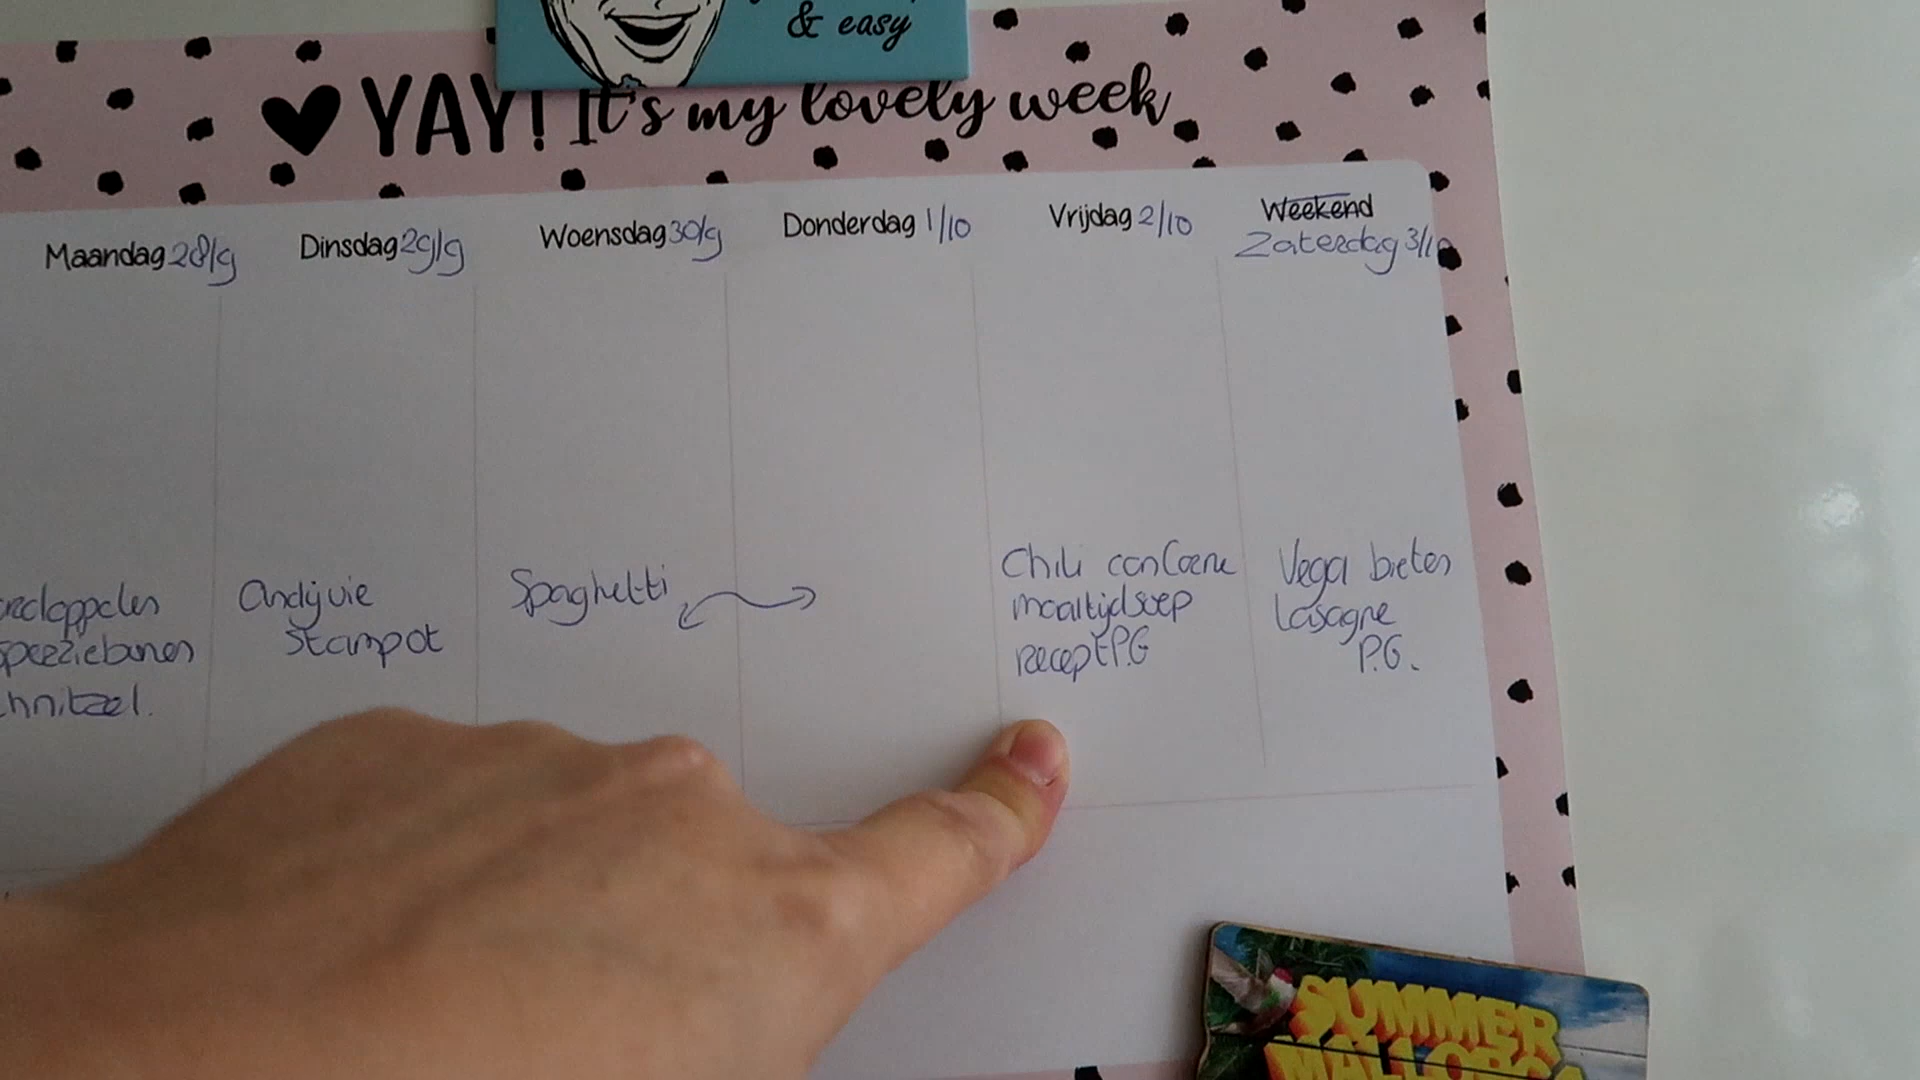 & easy
YAY! It's my lovely week
Maandag 28/9
Dinsdag 29/9
Woensdag 30/9
Donderdag 1/10
Vrijdag 2/10
Weekend
Zaterdag 3/10
Andijvie
Stampot
Spaghetti
Chili con Carne
maaltijdsoep
recept P.G
Vega bieten
lasagne
P.G.
SUMMER
MALLORCA